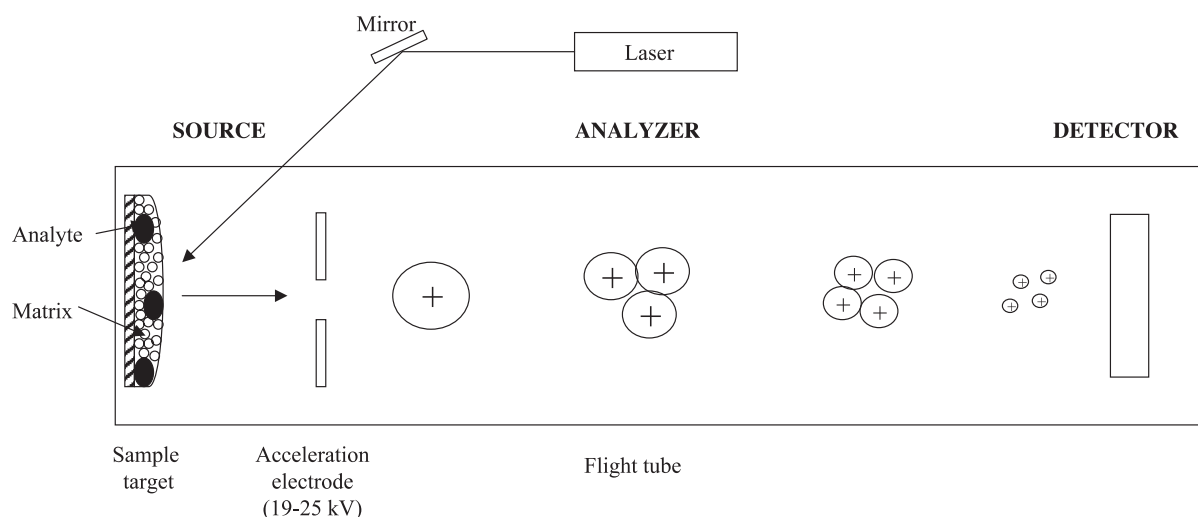 Mirror
Laser
SOURCE
ANALYZER
DETECTOR
Analyte
Matrix
+
+ +
+
+ +
+ +
+ +
+ +
Sample
target
Acceleration
electrode
(19-25 kV)
Flight tube